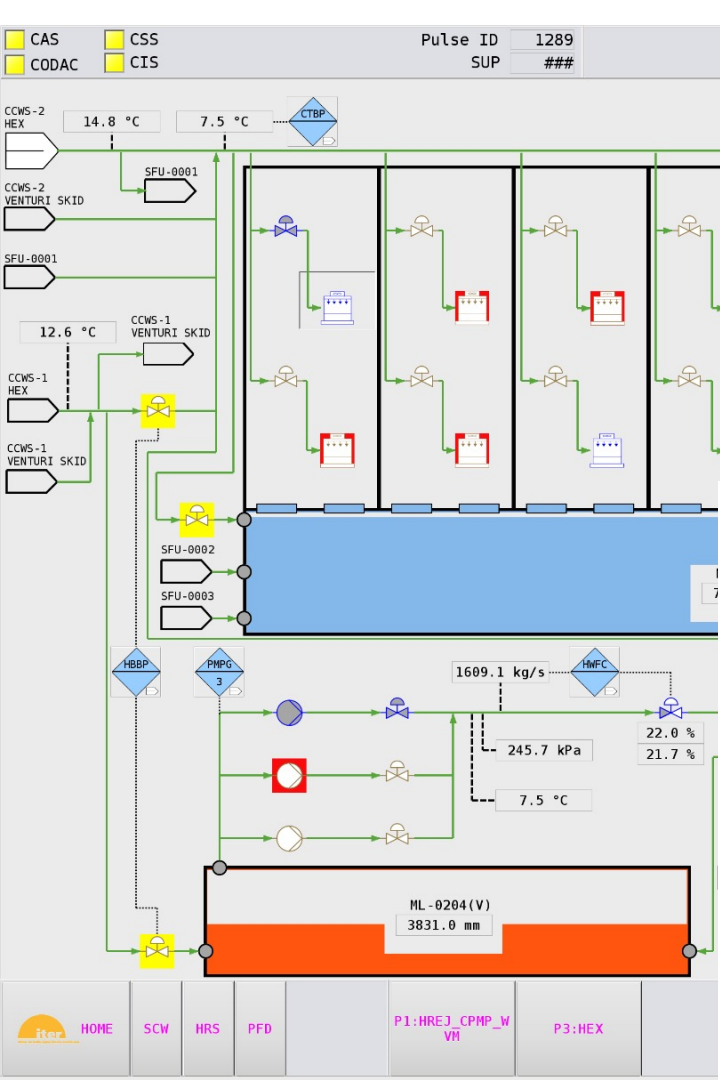 CAS
CSS
Pulse ID 1289
CODAC
CIS
SUP ###
CCWS-2
HEX
14.8 °C
7.5 °C
CTBP
SFU-0001
CCWS-2
VENTURI SKID
SFU-0001
12.6 °C
CCWS-1
VENTURI SKID
CCWS-1
HEX
CCWS-1
VENTURI SKID
SFU-0002
SFU-0003
7
HBBP
PMPG
3
1609.1 kg/s
HWFC
22.0 %
21.7 %
245.7 kPa
7.5 °C
ML-0204(V)
3831.0 mm
iter
HOME
SCW
HRS
PFD
P1:HREJ_CPMP_W
VM
P3:HEX